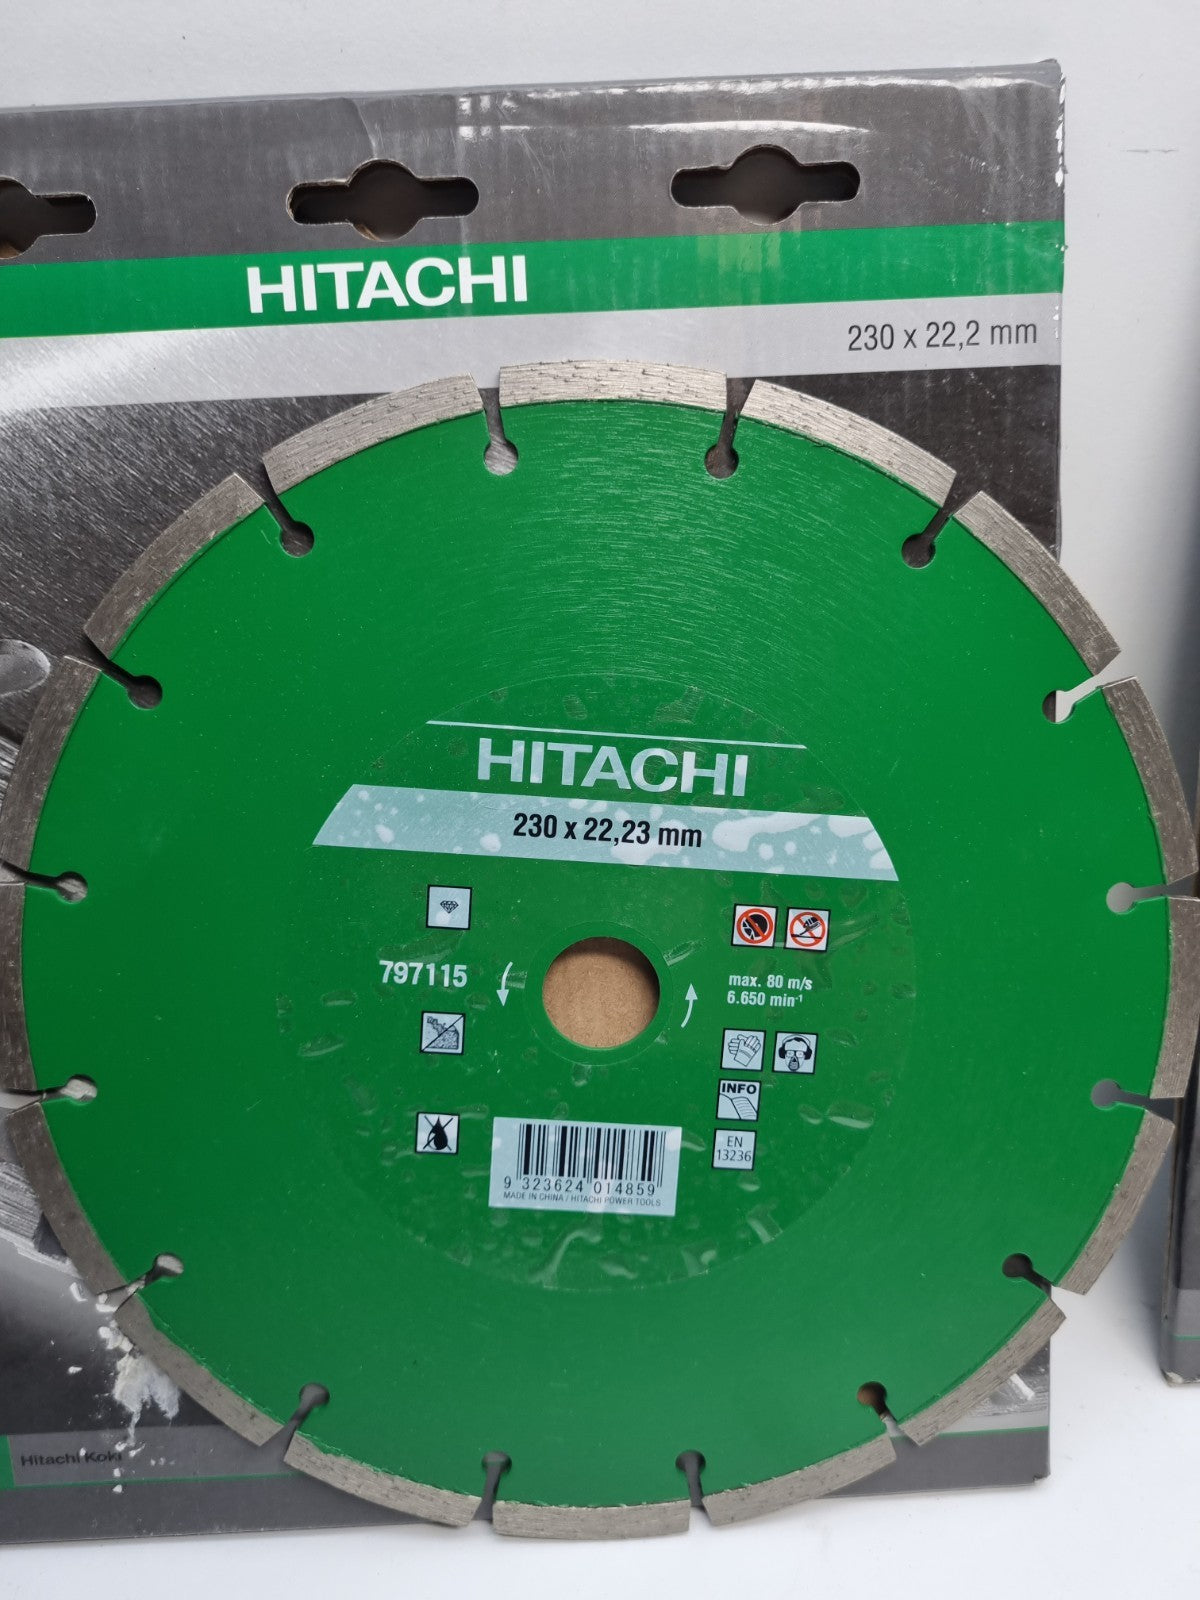 HITACHI
230 x 22,2 mm
HITACHI
230 x 22,23 mm
797115
max. 80 m/s
6.650 min⁻¹
INFO
EN
13236
9 323624 014859
MADE IN CHINA / HITACHI POWER TOOLS
Hitachi Koki